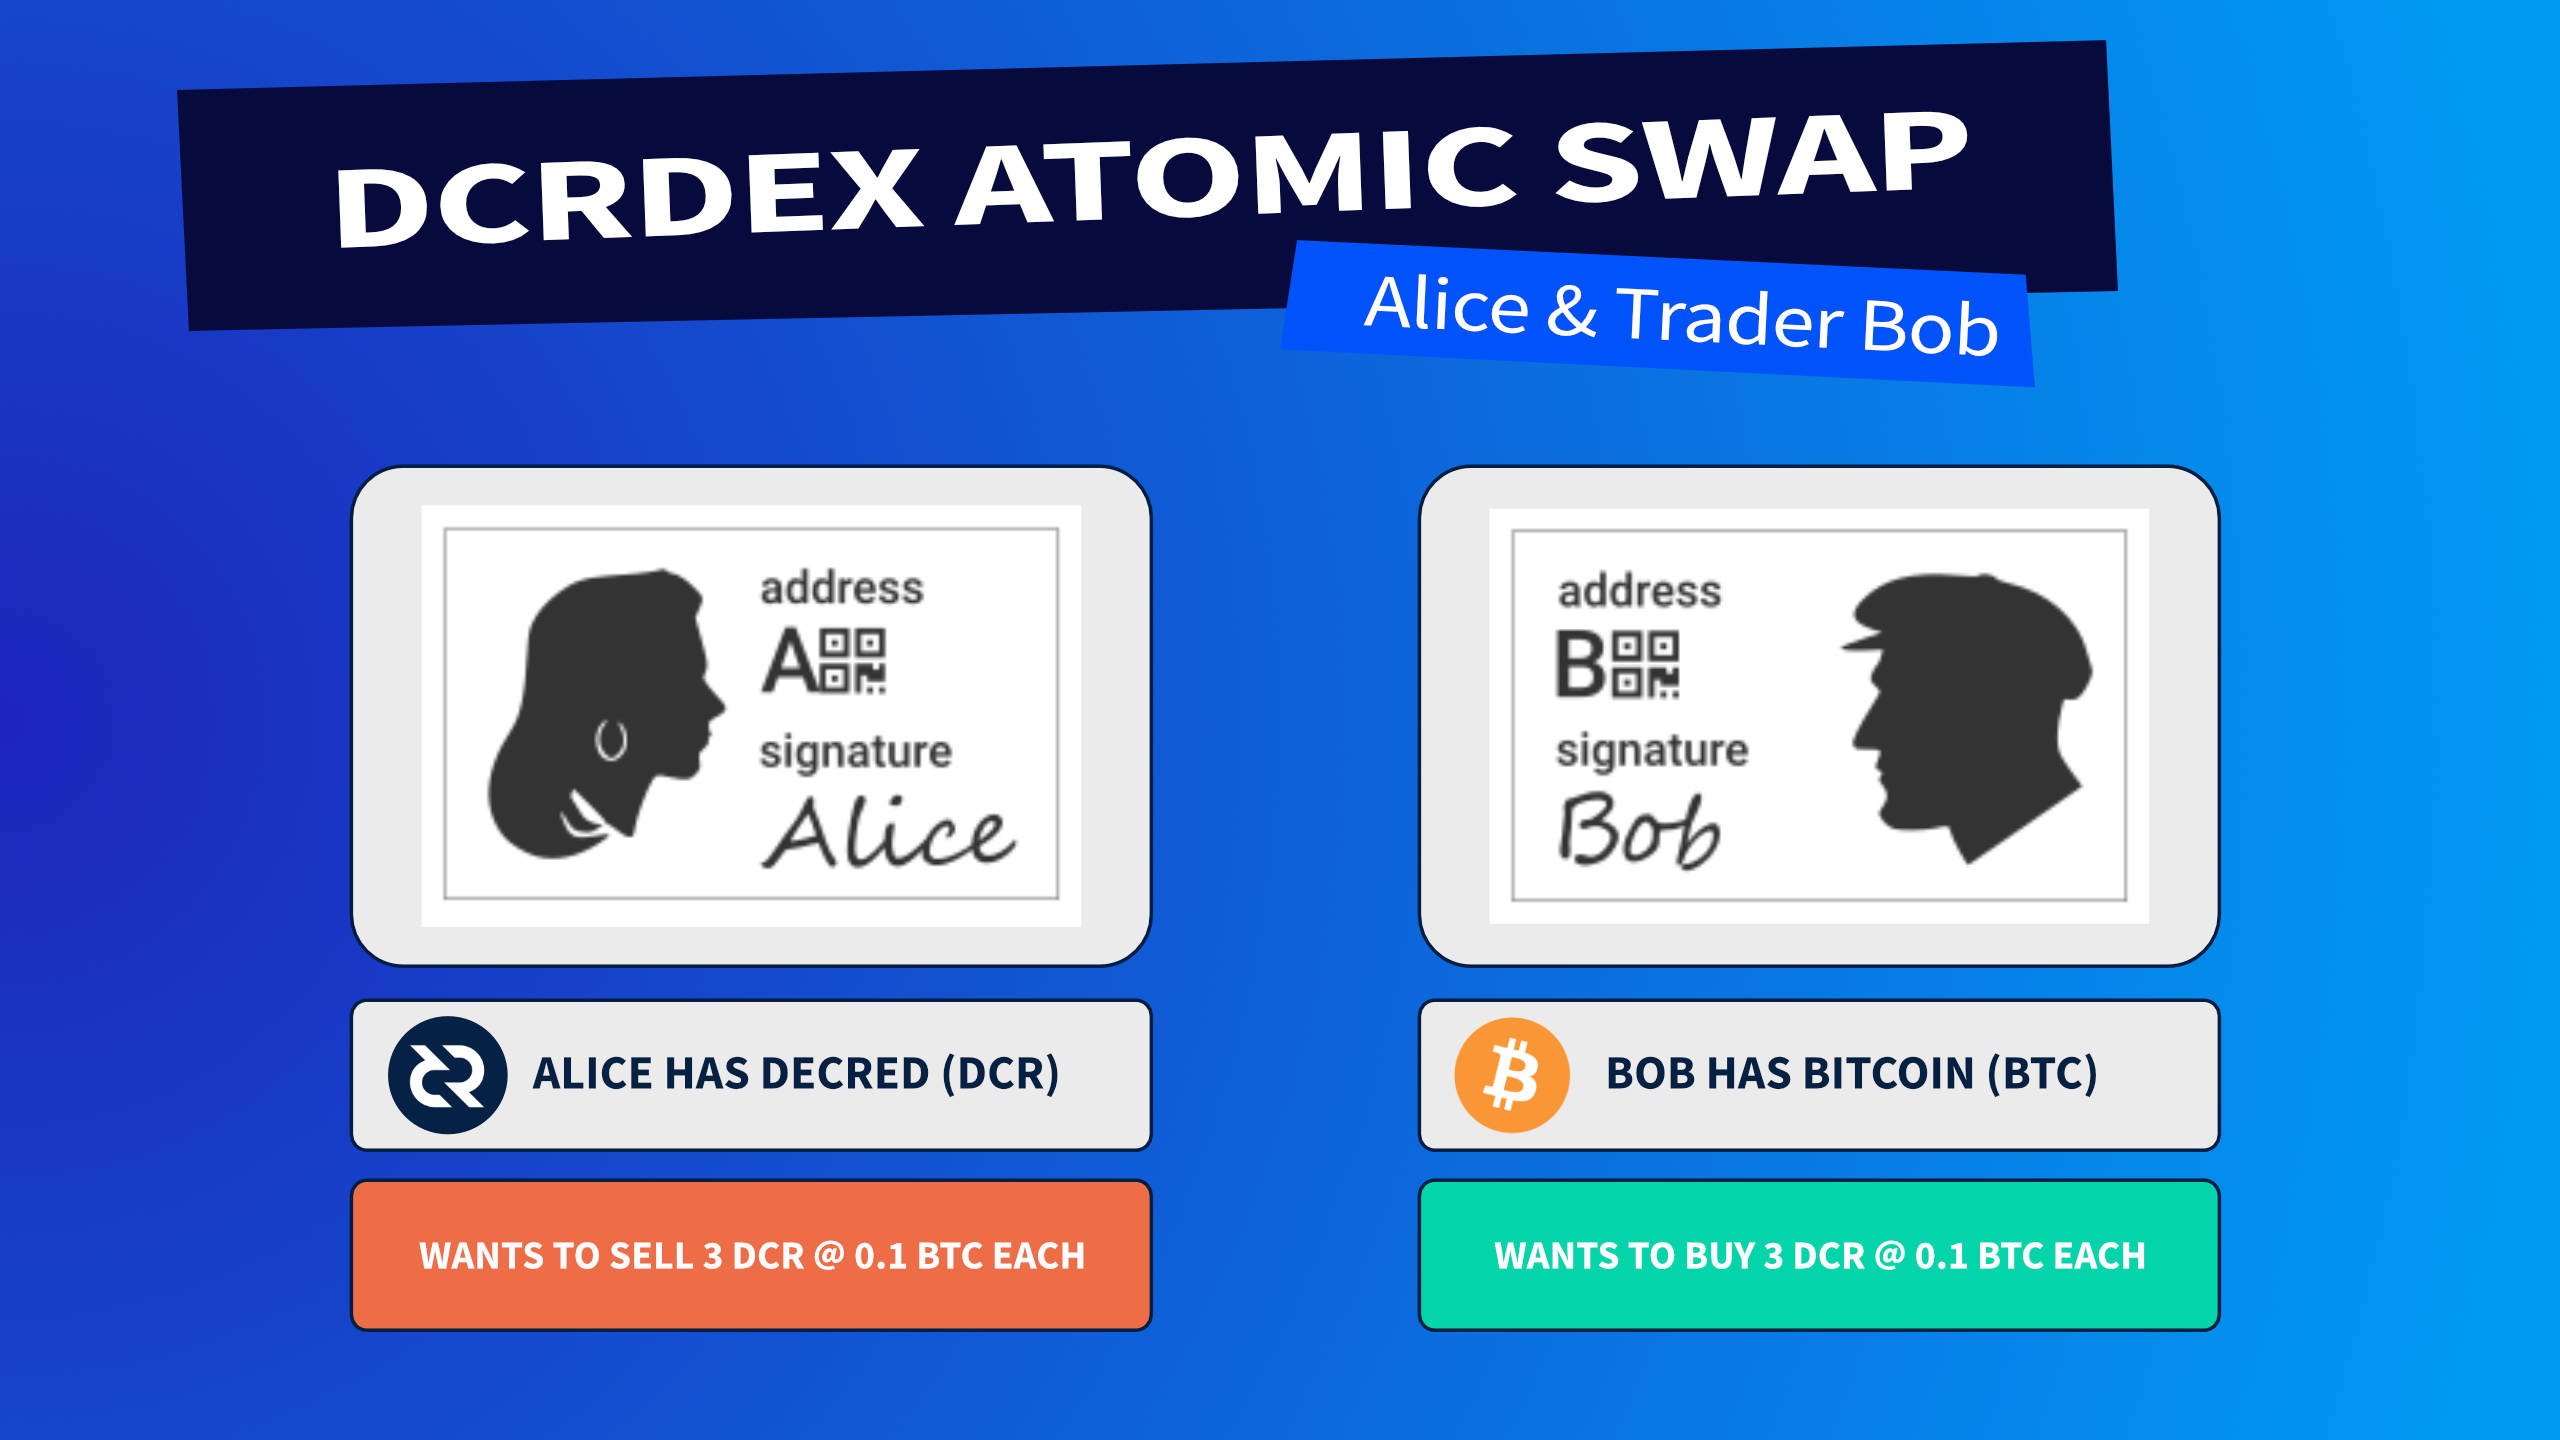 DCRDEX ATOMIC SWAP
Alice & Trader Bob
address
A
signature
Alice
address
B
signature
Bob
ALICE HAS DECRED (DCR)
BOB HAS BITCOIN (BTC)
WANTS TO SELL 3 DCR @ 0.1 BTC EACH
WANTS TO BUY 3 DCR @ 0.1 BTC EACH